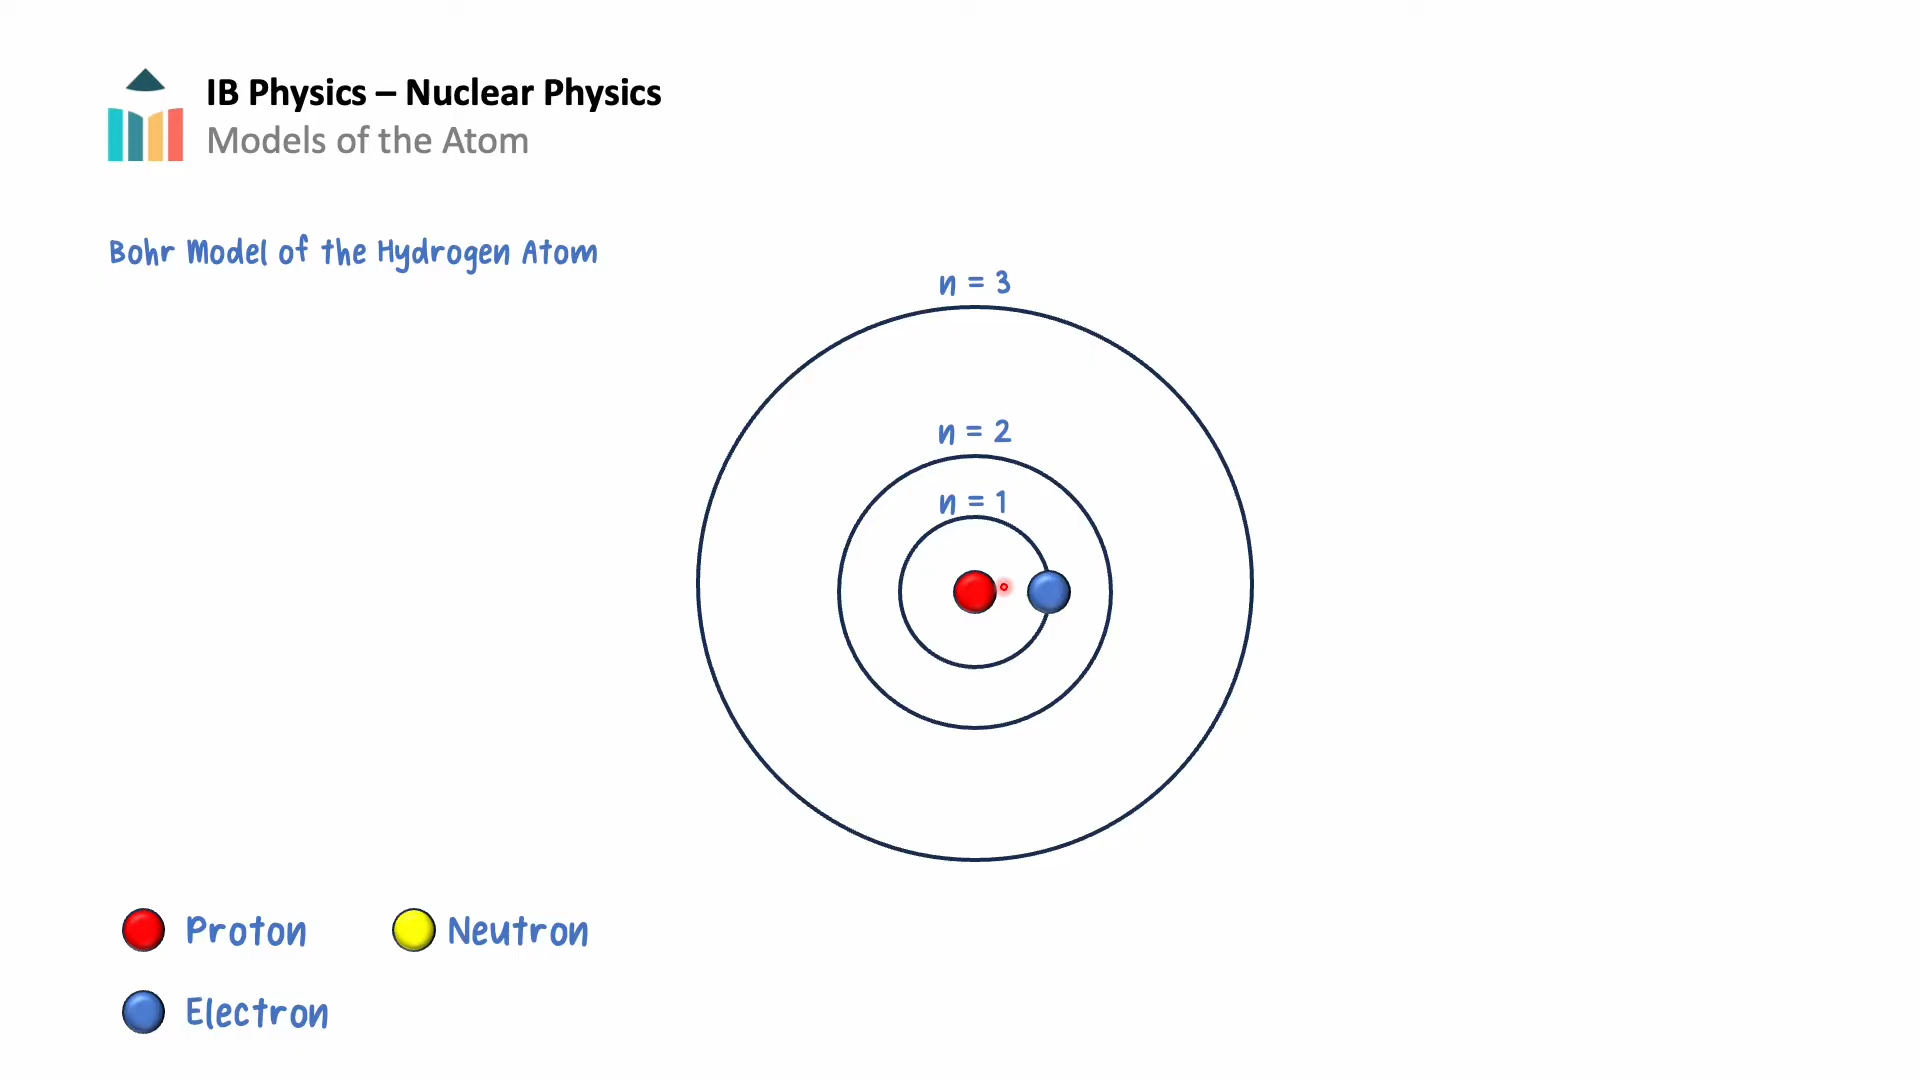 IB Physics – Nuclear Physics
Models of the Atom
Bohr Model of the Hydrogen Atom
n = 3
n = 2
n = 1
Proton
Neutron
Electron